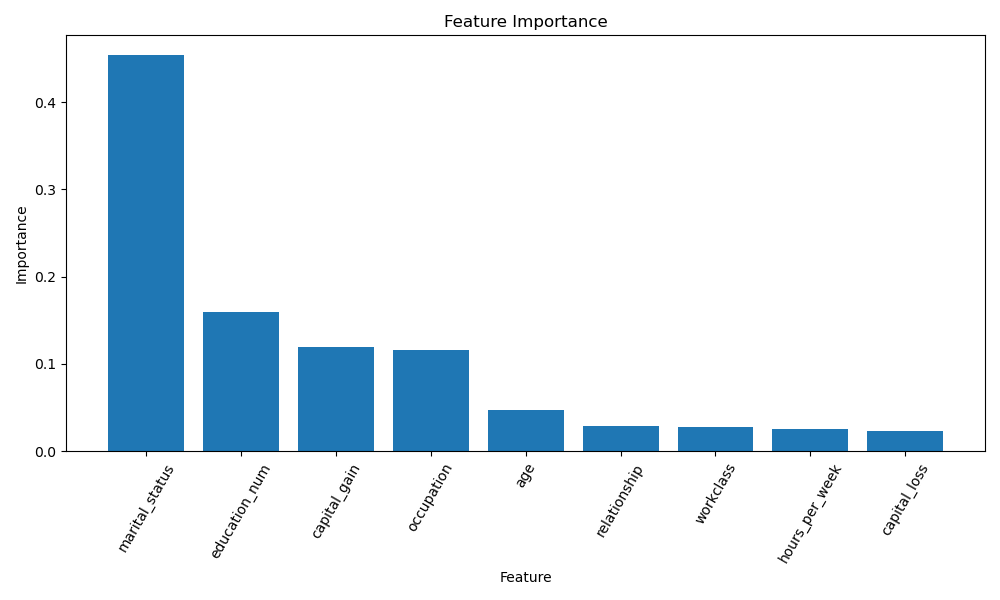 Feature Importance
Importance
0.4
0.3
0.2
0.1
0.0
marital_status
education_num
capital_gain
occupation
age
relationship
workclass
hours_per_week
capital_loss
Feature